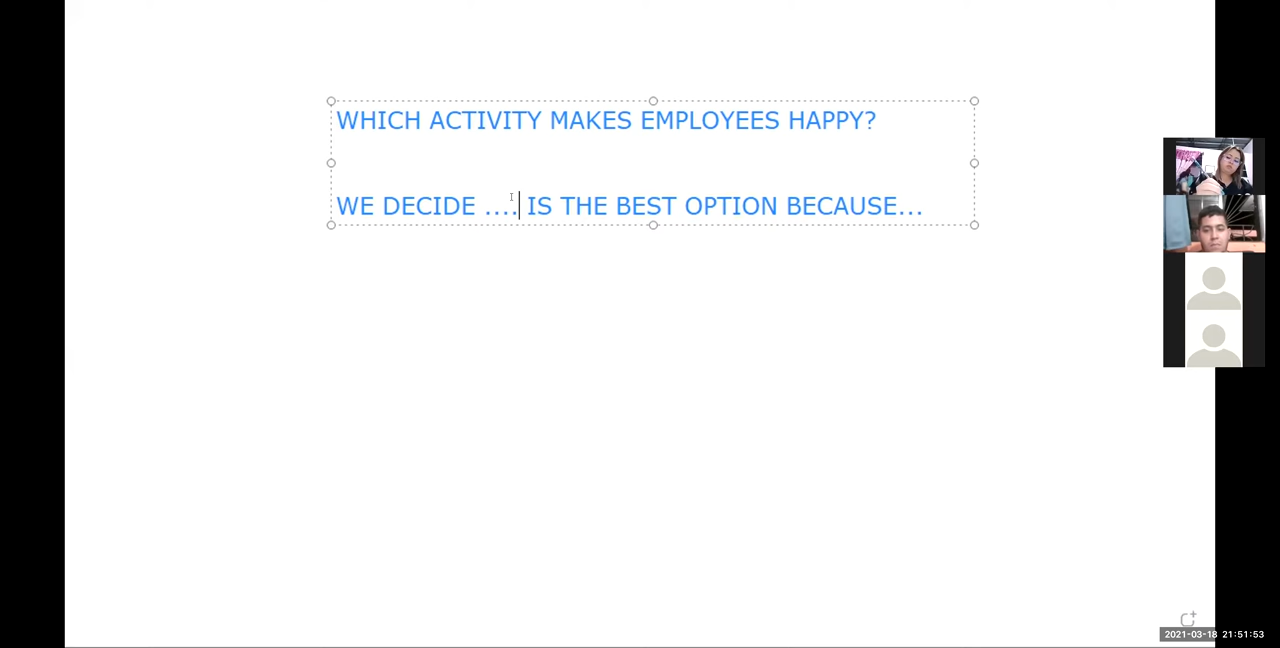 WHICH ACTIVITY MAKES EMPLOYEES HAPPY?
WE DECIDE .... IS THE BEST OPTION BECAUSE...
2021-03-18 21:51:53